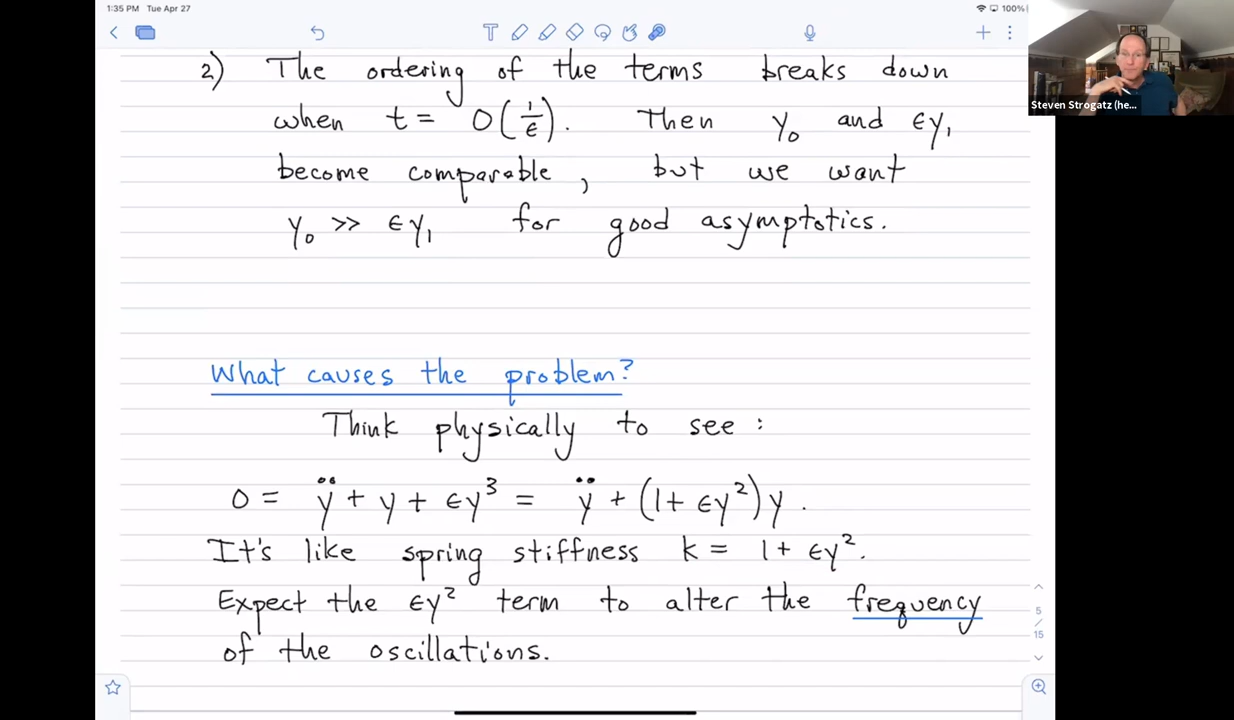 1:35 PM Tue Apr 27
100%
Steven Strogatz (he...
2) The ordering of the terms breaks down
when t = O(1/ϵ). Then y₀ and ϵy₁
become comparable, but we want
y₀ >> ϵy₁ for good asymptotics.
What causes the problem?
Think physically to see:
0 = ÿ + y + ϵy³ = ÿ + (1 + ϵy²)y.
It's like spring stiffness k = 1 + ϵy².
Expect the ϵy² term to alter the frequency
of the oscillations.
5
/
15